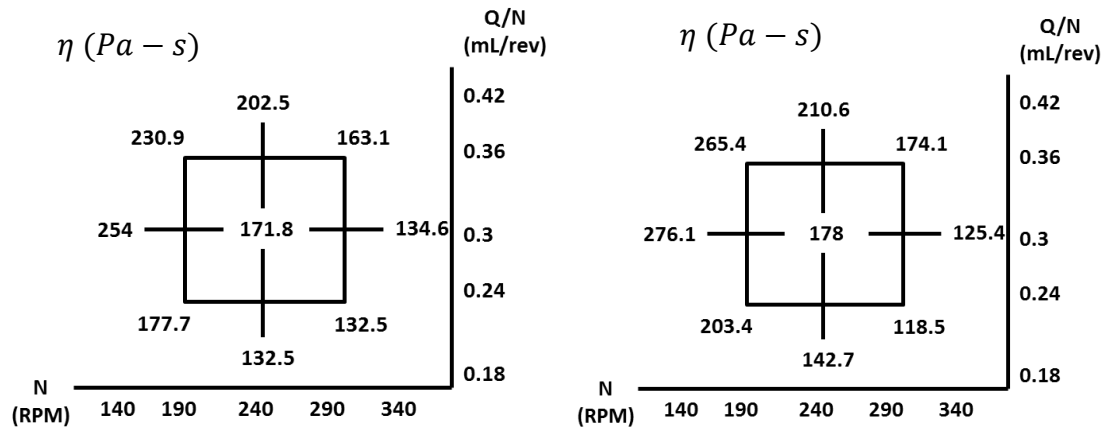 η (Pa − s)
Q/N
(mL/rev)
0.42
202.5
230.9
163.1
0.36
254
171.8
134.6
0.3
0.24
177.7
132.5
132.5
0.18
N
(RPM)
140 190 240 290 340
η (Pa − s)
Q/N
(mL/rev)
0.42
210.6
265.4
174.1
0.36
276.1
178
125.4
0.3
0.24
203.4
118.5
142.7
0.18
N
(RPM)
140 190 240 290 340